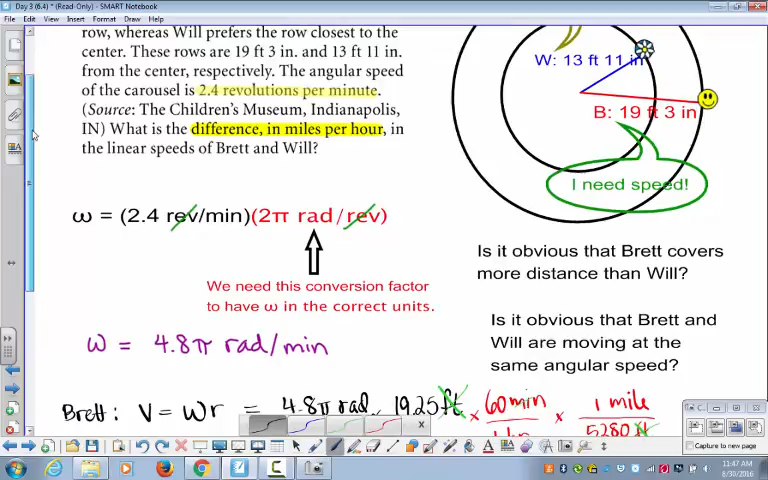 Day 3 (6.4) * (Read-Only)
File Edit View Insert Format Draw Help
row, whereas Will prefers the row closest to the
center. These rows are 19 ft 3 in. and 13 ft 11 in.
from the center, respectively. The angular speed
of the carousel is 2.4 revolutions per minute.
(Source: The Children's Museum, Indianapolis,
IN) What is the difference, in miles per hour, in
the linear speeds of Brett and Will?
W: 13 ft 11 in
B: 19 ft 3 in
I need speed!
ω = (2.4 rev/min)(2π rad/rev)
We need this conversion factor
to have ω in the correct units.
Is it obvious that Brett covers
more distance than Will?
Is it obvious that Brett and
Will are moving at the
same angular speed?
ω = 4.8π rad/min
Brett: V = ωr = 4.8π rad . 19.25 ft × 60 min × 1 mile
5280 ft
Capture to new page
11:47 AM
8/30/2016